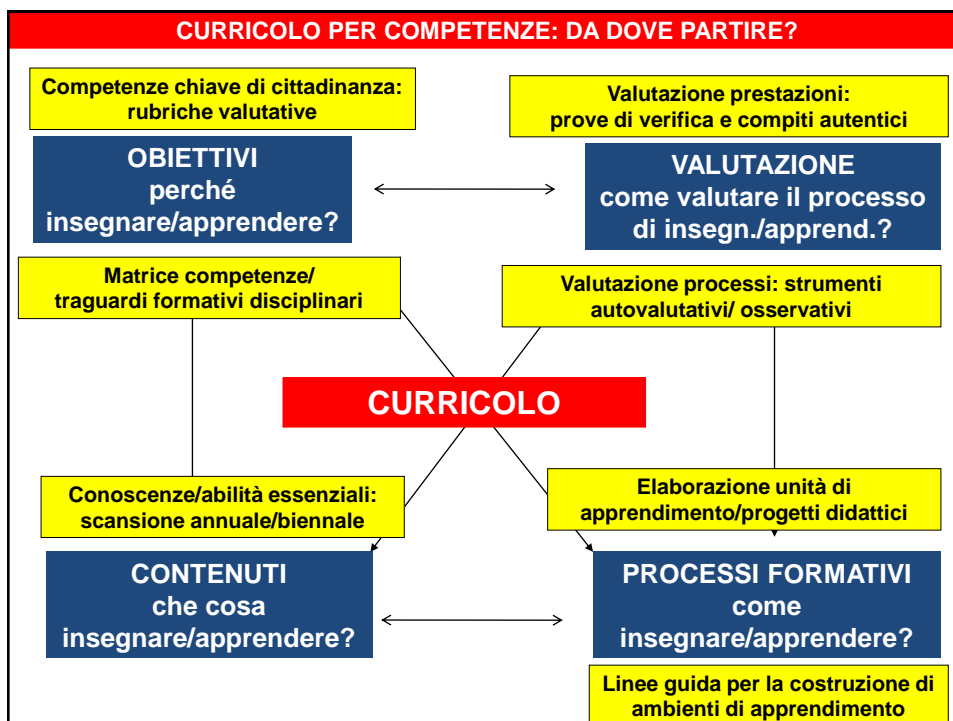 CURRICOLO PER COMPETENZE: DA DOVE PARTIRE?
Competenze chiave di cittadinanza:
rubriche valutative
Valutazione prestazioni:
prove di verifica e compiti autentici
OBIETTIVI
perché
insegnare/apprendere?
VALUTAZIONE
come valutare il processo
di insegn./apprend.?
Matrice competenze/
traguardi formativi disciplinari
Valutazione processi: strumenti
autovalutativi/ osservativi
CURRICOLO
Conoscenze/abilità essenziali:
scansione annuale/biennale
Elaborazione unità di
apprendimento/progetti didattici
CONTENUTI
che cosa
insegnare/apprendere?
PROCESSI FORMATIVI
come
insegnare/apprendere?
Linee guida per la costruzione di
ambienti di apprendimento